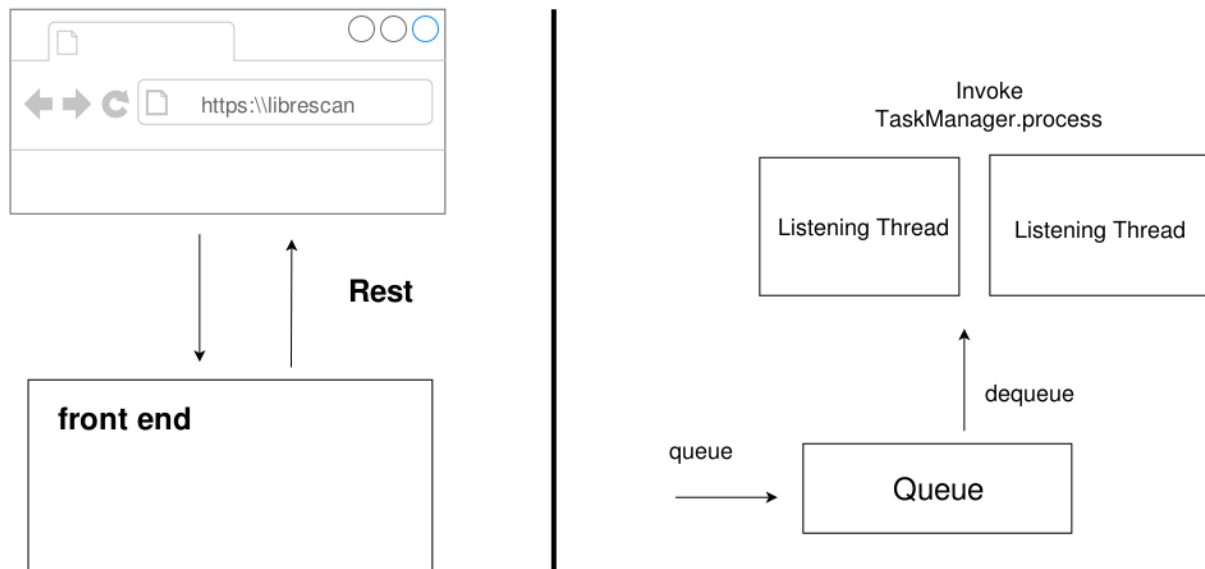 https:\\librescan
Rest
front end
Invoke
TaskManager.process
Listening Thread
Listening Thread
dequeue
queue
Queue